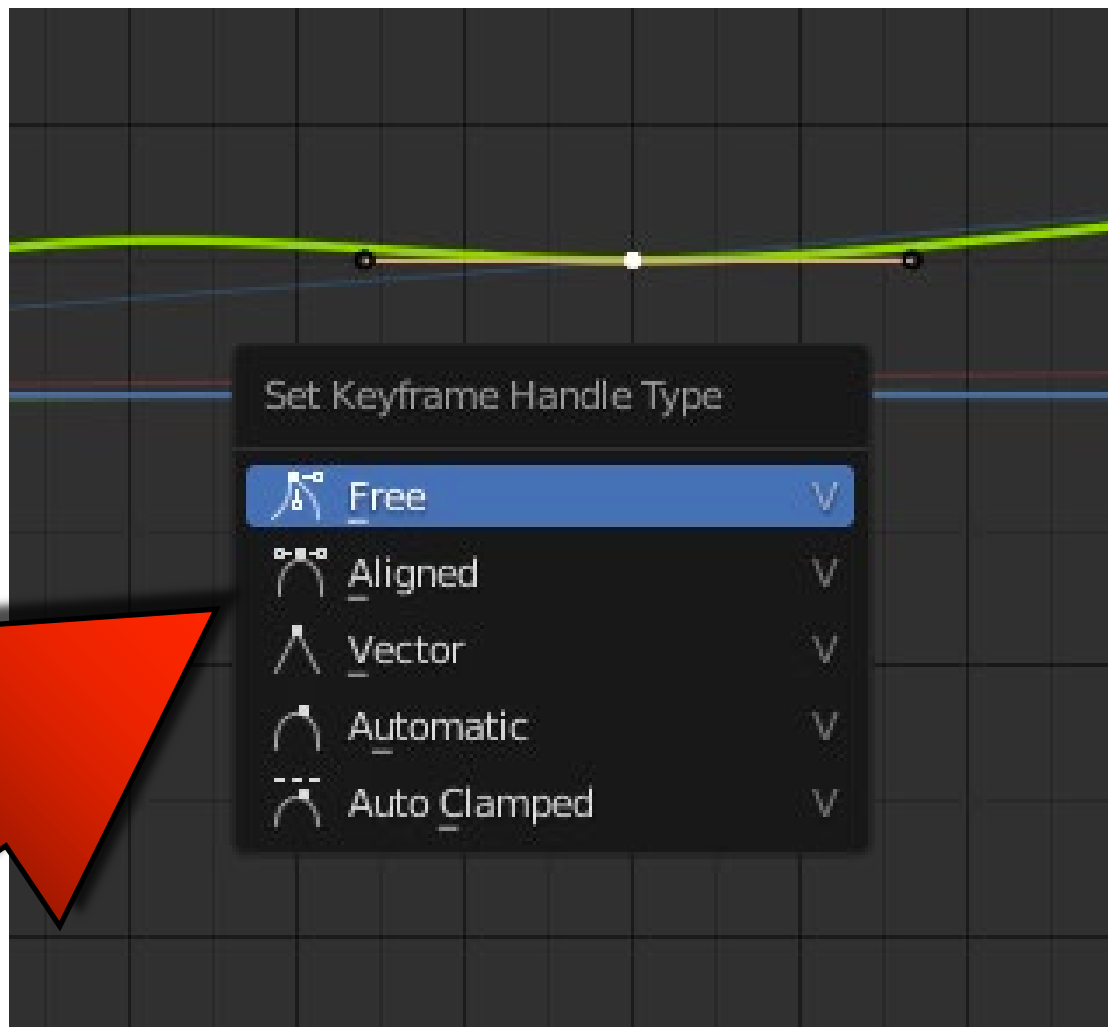 Set Keyframe Handle Type
Free V
Aligned V
Vector V
Automatic V
Auto Clamped V